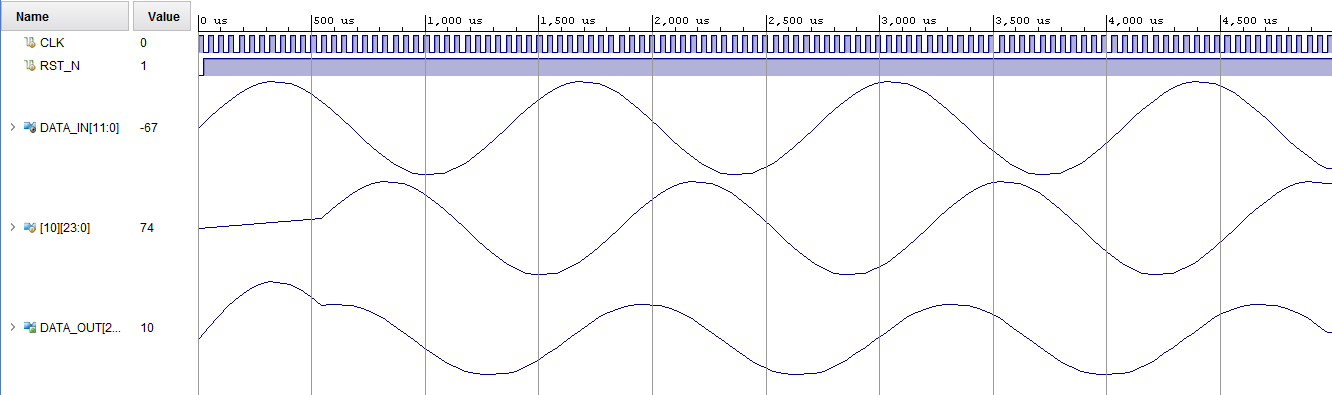 Name Value 0 us 500 us 1,000 us 1,500 us 2,000 us 2,500 us 3,000 us 3,500 us 4,000 us 4,500 us
CLK 0
RST_N 1
DATA_IN[11:0] -67
[10][23:0] 74
DATA_OUT[2... 10